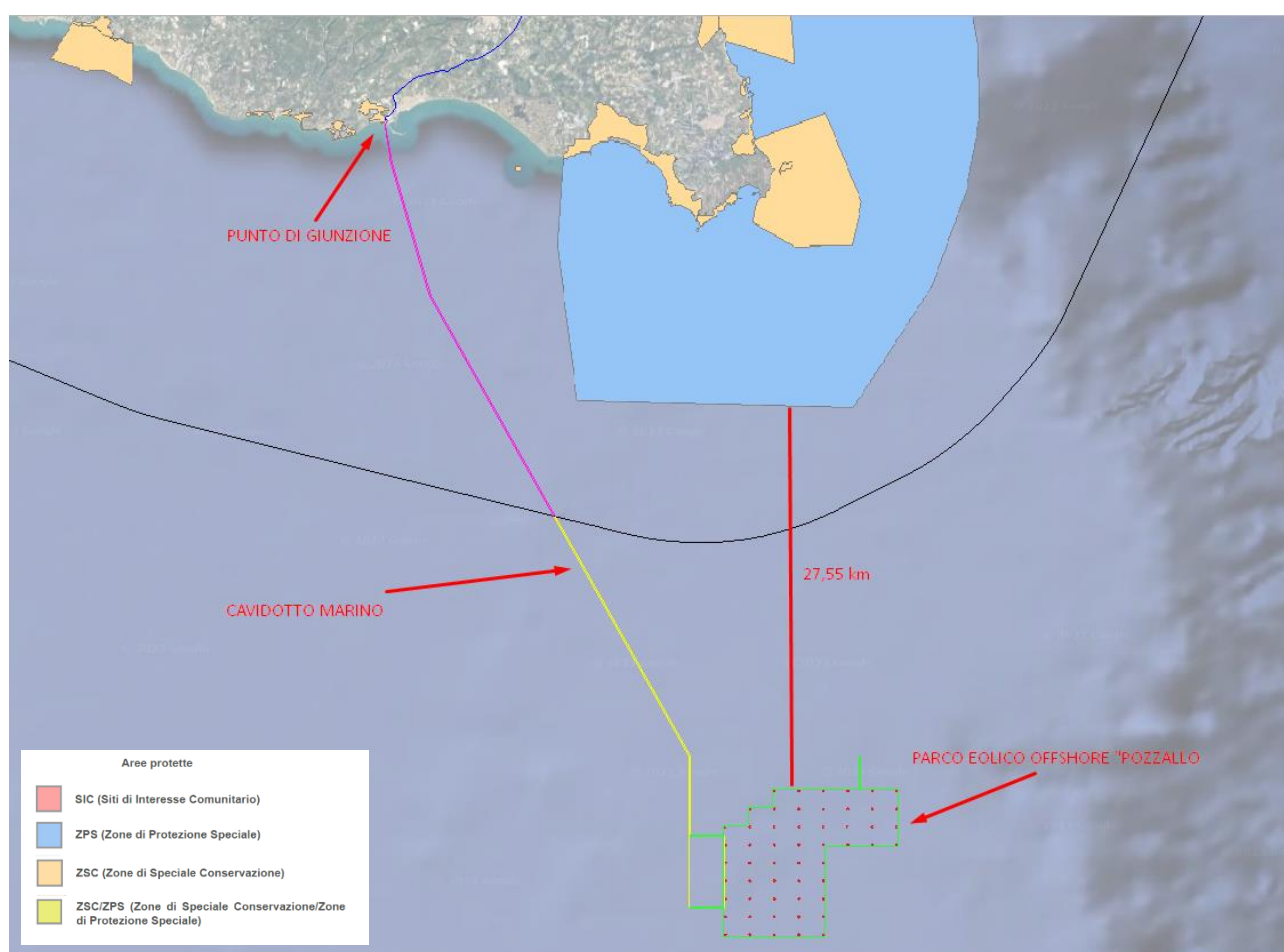 PUNTO DI GIUNZIONE
27,55 km
CAVIDOTTO MARINO
PARCO EOLICO OFFSHORE "POZZALLO
Aree protette
SIC (Siti di Interesse Comunitario)
ZPS (Zone di Protezione Speciale)
ZSC (Zone di Speciale Conservazione)
ZSC/ZPS (Zone di Speciale Conservazione/Zone
di Protezione Speciale)